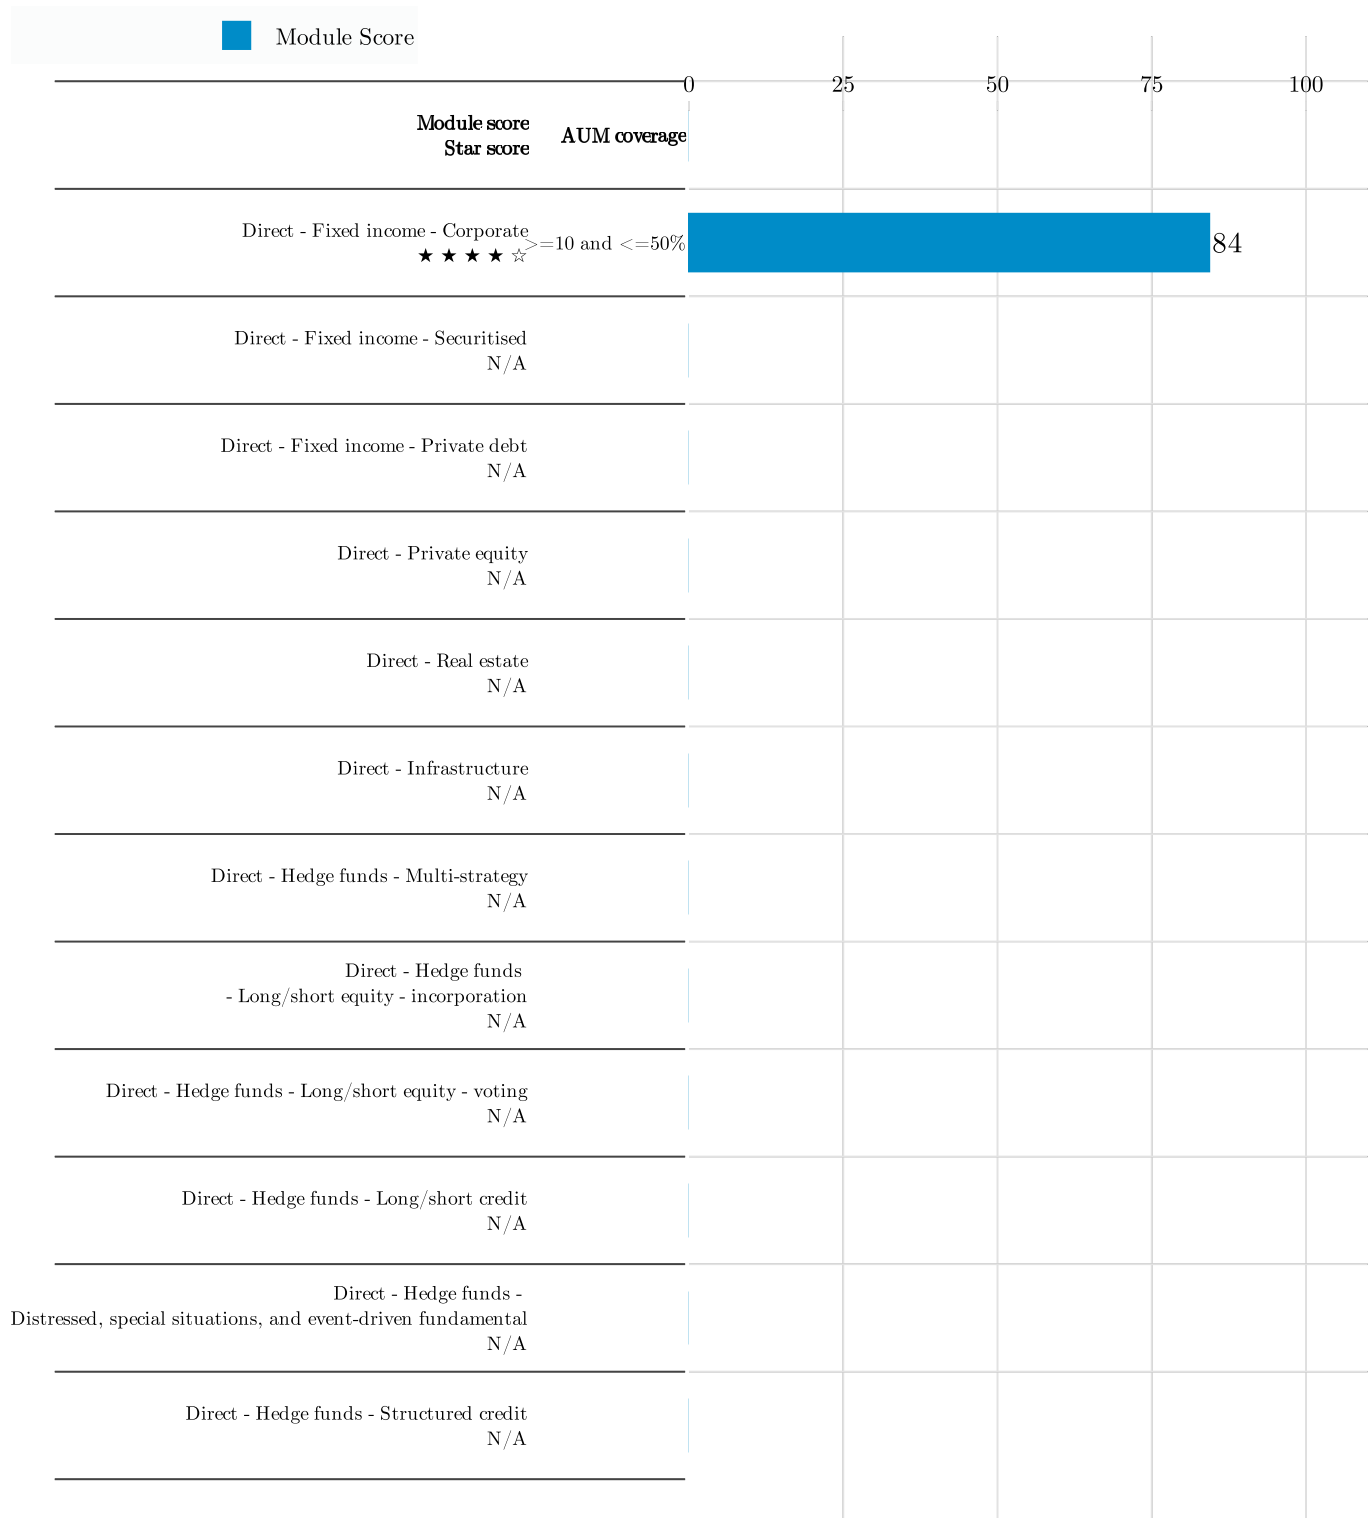 Module Score
0 25 50 75 100
Module score
Star score
AUM coverage
Direct - Fixed income - Corporate
★ ★ ★ ★ ☆
>=10 and <=50%
84
Direct - Fixed income - Securitised
N/A
Direct - Fixed income - Private debt
N/A
Direct - Private equity
N/A
Direct - Real estate
N/A
Direct - Infrastructure
N/A
Direct - Hedge funds - Multi-strategy
N/A
Direct - Hedge funds
- Long/short equity - incorporation
N/A
Direct - Hedge funds - Long/short equity - voting
N/A
Direct - Hedge funds - Long/short credit
N/A
Direct - Hedge funds -
Distressed, special situations, and event-driven fundamental
N/A
Direct - Hedge funds - Structured credit
N/A